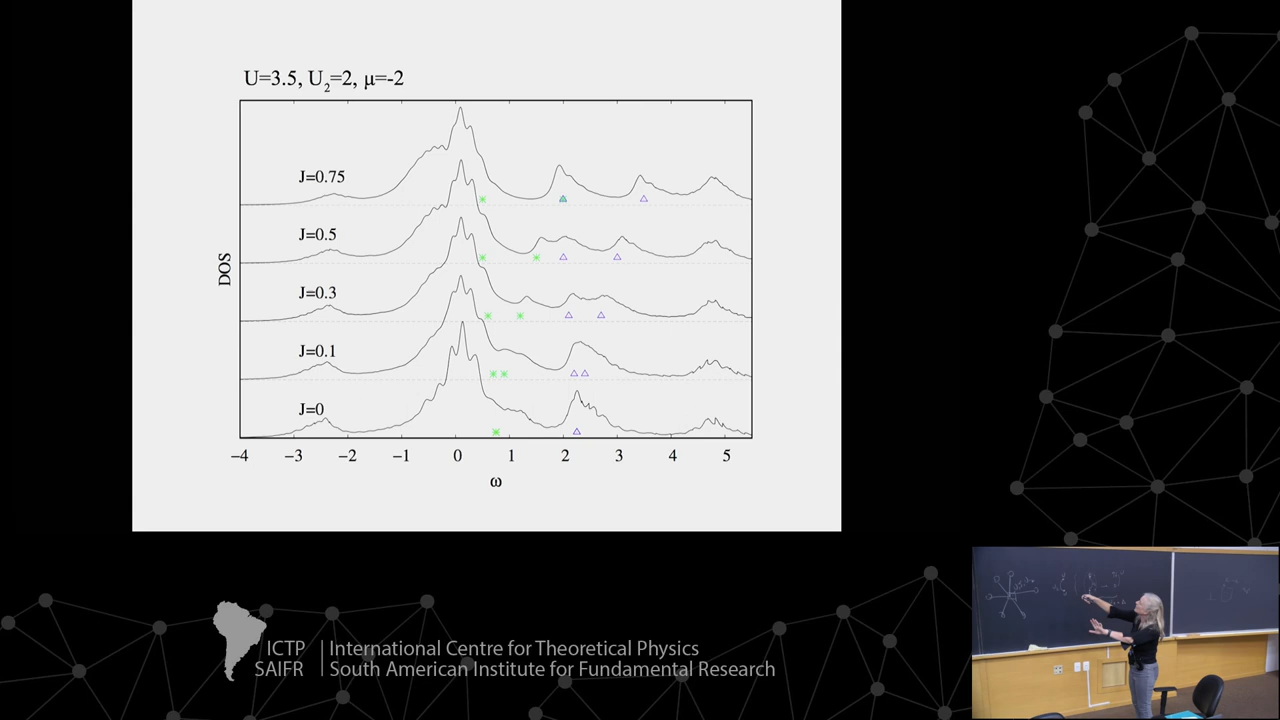 U=3.5, U2=2, μ=-2
J=0.75
J=0.5
J=0.3
J=0.1
J=0
DOS
−4 −3 −2 −1 0 1 2 3 4 5
ω
ICTP International Centre for Theoretical Physics
SAIFR South American Institute for Fundamental Research